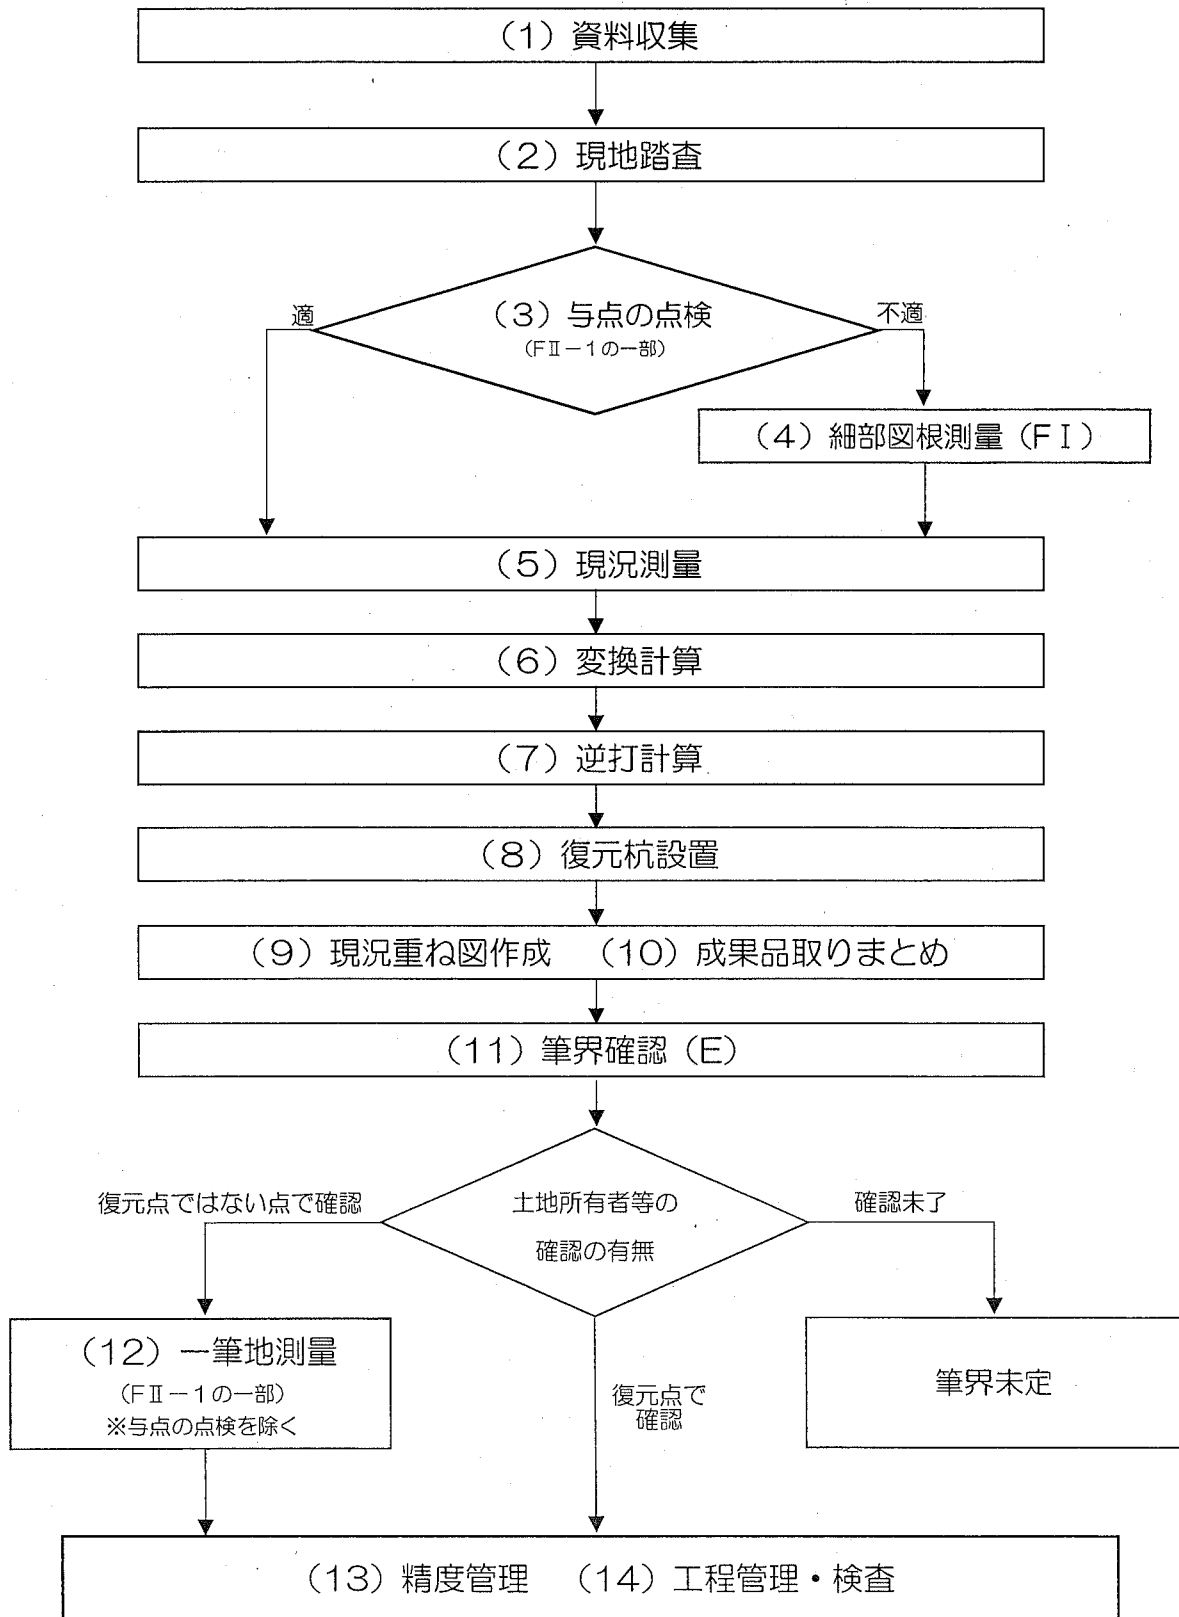 （1）資料収集
（2）現地踏査
（3）与点の点検
（FⅡ－1の一部）
適
不適
（4）細部図根測量（FⅠ）
（5）現況測量
（6）変換計算
（7）逆打計算
（8）復元杭設置
（9）現況重ね図作成　（10）成果品取りまとめ
（11）筆界確認（E）
復元点ではない点で確認
土地所有者等の
確認の有無
確認未了
（12）一筆地測量
（FⅡ－1の一部）
※与点の点検を除く
復元点で
確認
筆界未定
（13）精度管理　（14）工程管理・検査